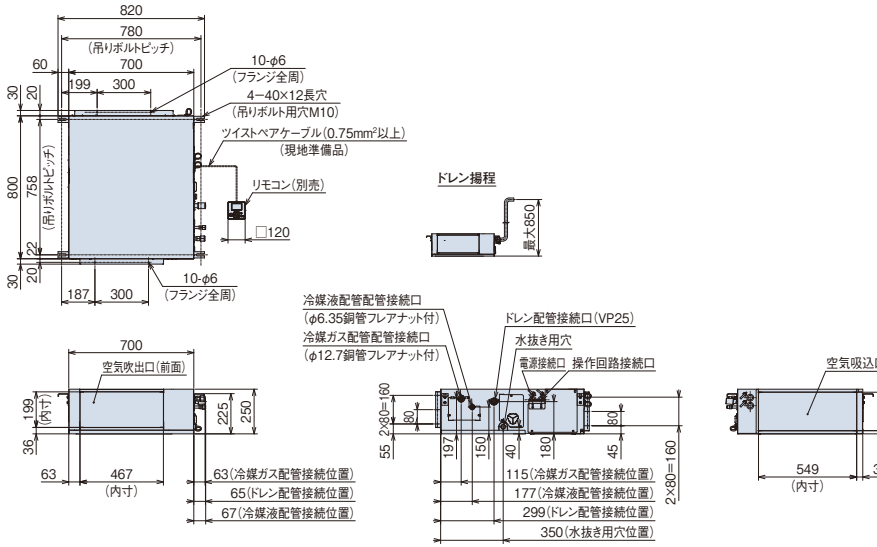 820
780
(吊りボルトピッチ)
60
700
10-φ6
(フランジ全周)
199
300
30
20
4-40×12長穴
(吊りボルト用穴M10)
ツイストペアケーブル(0.75mm²以上)
(現地準備品)
800
758
(吊りボルトピッチ)
リモコン(別売)
□120
22
20
30
10-φ6
(フランジ全周)
187
300
ドレン揚程
最大850
700
空気吹出口(前面)
199
(内寸)
36
225
250
63
467
(内寸)
63(冷媒ガス配管接続位置)
65(ドレン配管接続位置)
67(冷媒液配管接続位置)
冷媒液配管配管接続口
(φ6.35銅管フレアナット付)
冷媒ガス配管配管接続口
(φ12.7銅管フレアナット付)
ドレン配管接続口(VP25)
水抜き用穴
電源接続口
操作回路接続口
55
2×80=160
80
197
150
40
180
80
45
2×80=160
115(冷媒ガス配管接続位置)
177(冷媒液配管接続位置)
299(ドレン配管接続位置)
350(水抜き用穴位置)
空気吸込
549
(内寸)